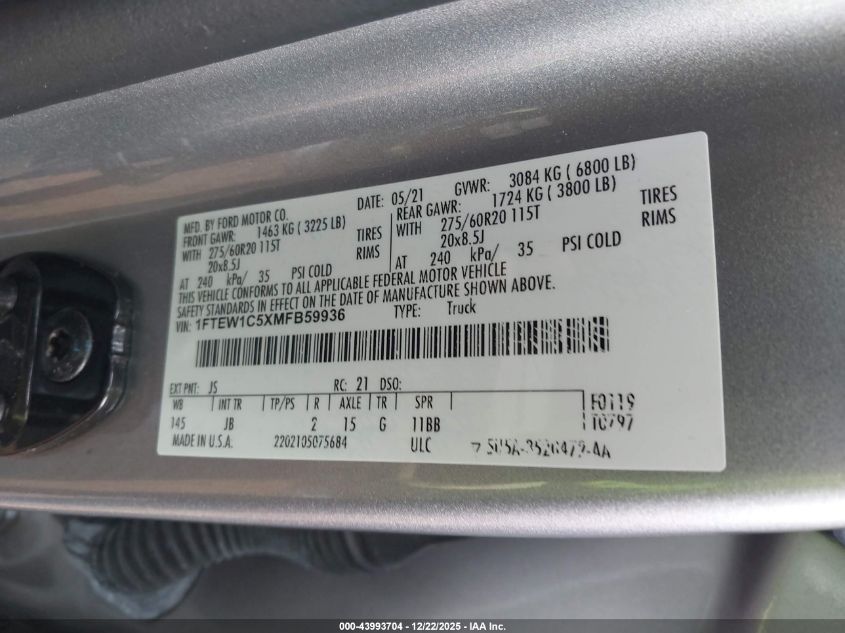 MFD. BY FORD MOTOR CO.
DATE: 05/21 GVWR: 3084 KG ( 6800 LB)
FRONT GAWR: 1463 KG ( 3225 LB)
WITH 275/60R20 115T TIRES
20x8.5J RIMS
AT 240 kPa/ 35 PSI COLD
REAR GAWR: 1724 KG ( 3800 LB)
WITH 275/60R20 115T TIRES
20x8.5J RIMS
AT 240 kPa/ 35 PSI COLD
THIS VEHICLE CONFORMS TO ALL APPLICABLE FEDERAL MOTOR VEHICLE
SAFETY STANDARDS IN EFFECT ON THE DATE OF MANUFACTURE SHOWN ABOVE.
VIN: 1FTEW1C5XMFB59936 TYPE: Truck
EXT PNT: JS RC: 21 DSO:
WB INT TR TP/PS R AXLE TR SPR F0119
145 JB 2 15 G 11BB T0797
MADE IN U.S.A. 2202105075684 ULC
000-43993704 - 12/22/2025 - IAA Inc.